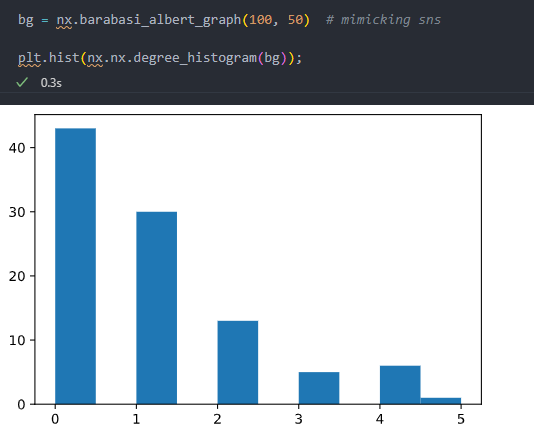 bg = nx.barabasi_albert_graph(100, 50)  # mimicking sns
plt.hist(nx.nx.degree_histogram(bg));
0.3s
40
30
20
10
0
0 1 2 3 4 5